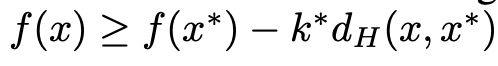 f(x) ≥ f(x*) − k*d_H(x, x*)